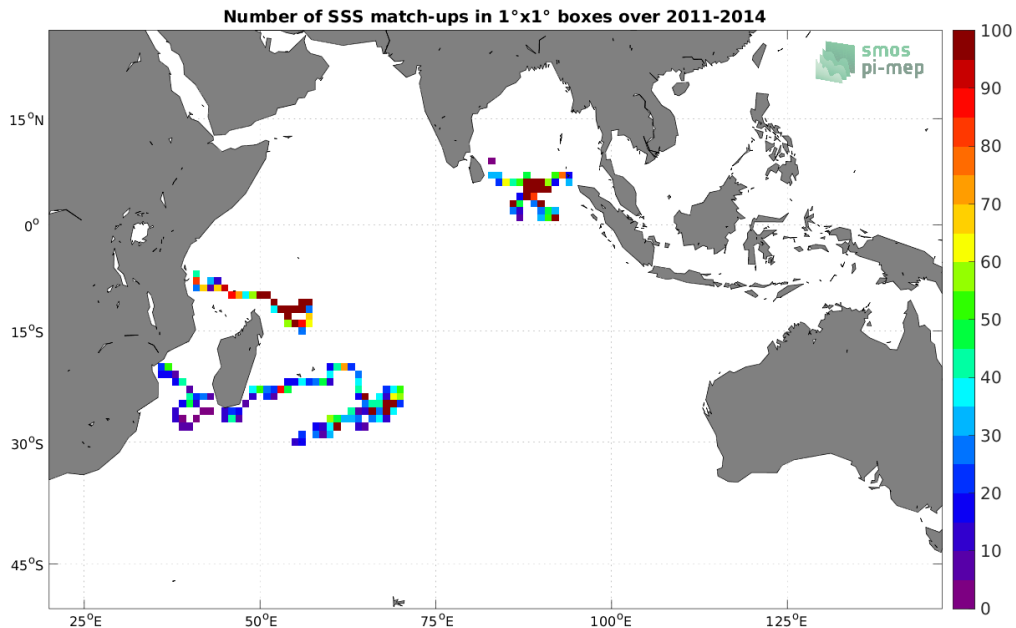 Number of SSS match-ups in 1°x1° boxes over 2011-2014
smos
pi-mep
100
90
80
70
60
50
40
30
20
10
0
15°N
0°
15°S
30°S
45°S
25°E
50°E
75°E
100°E
125°E